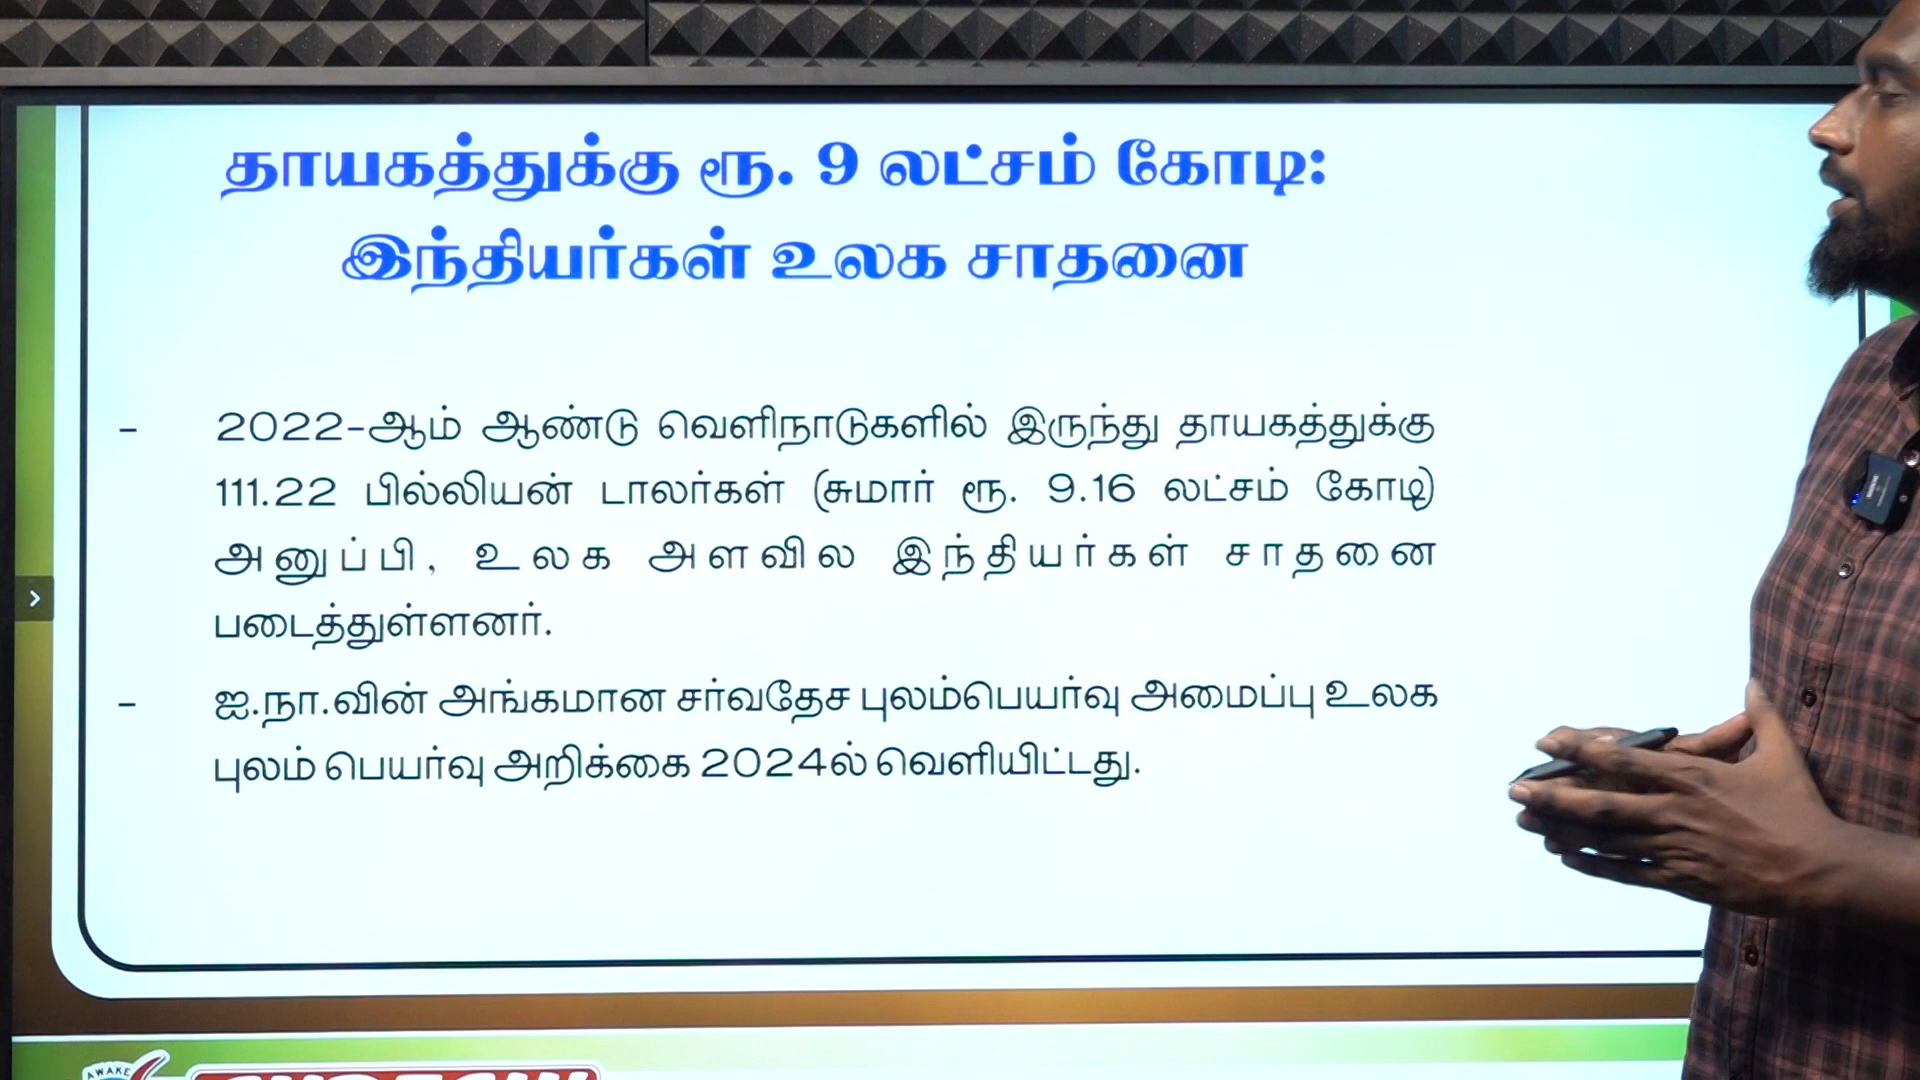 தாயகத்துக்கு ரூ. 9 லட்சம் கோடி:
இந்தியர்கள் உலக சாதனை
- 2022-ஆம் ஆண்டு வெளிநாடுகளில் இருந்து தாயகத்துக்கு
111.22 பில்லியன் டாலர்கள் (சுமார் ரூ. 9.16 லட்சம் கோடி)
அனுப்பி, உலக அளவில இந்தியர்கள் சாதனை
படைத்துள்ளனர்.
- ஐ.நா.வின் அங்கமான சர்வதேச புலம்பெயர்வு அமைப்பு உலக
புலம் பெயர்வு அறிக்கை 2024ல் வெளியிட்டது.
AWAKE